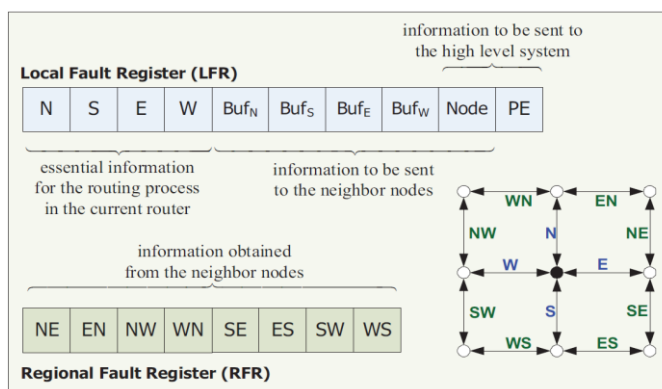 information to be sent to
the high level system
Local Fault Register (LFR)
N S E W BufN BufS BufE BufW Node PE
essential information
for the routing process
in the current router
information to be sent
to the neighbor nodes
information obtained
from the neighbor nodes
NE EN NW WN SE ES SW WS
Regional Fault Register (RFR)
WN EN
NW N NE
W E
SW S SE
WS ES